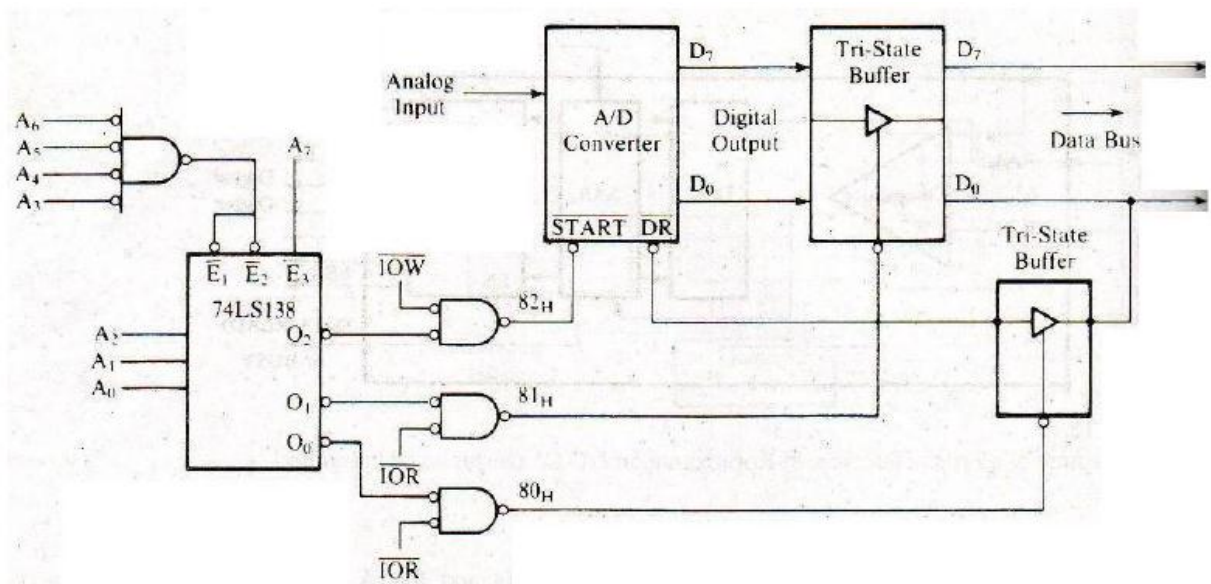 D7
Tri-State
Buffer
D7
Analog
Input
A/D
Converter
Digital
Output
Data Bus
A6
A5
A4
A3
A7
D0
D0
START
DR
Tri-State
Buffer
E1
E2
E3
74LS138
IOW
82H
A2
A1
A0
O2
O1
81H
IOR
O0
80H
IOR